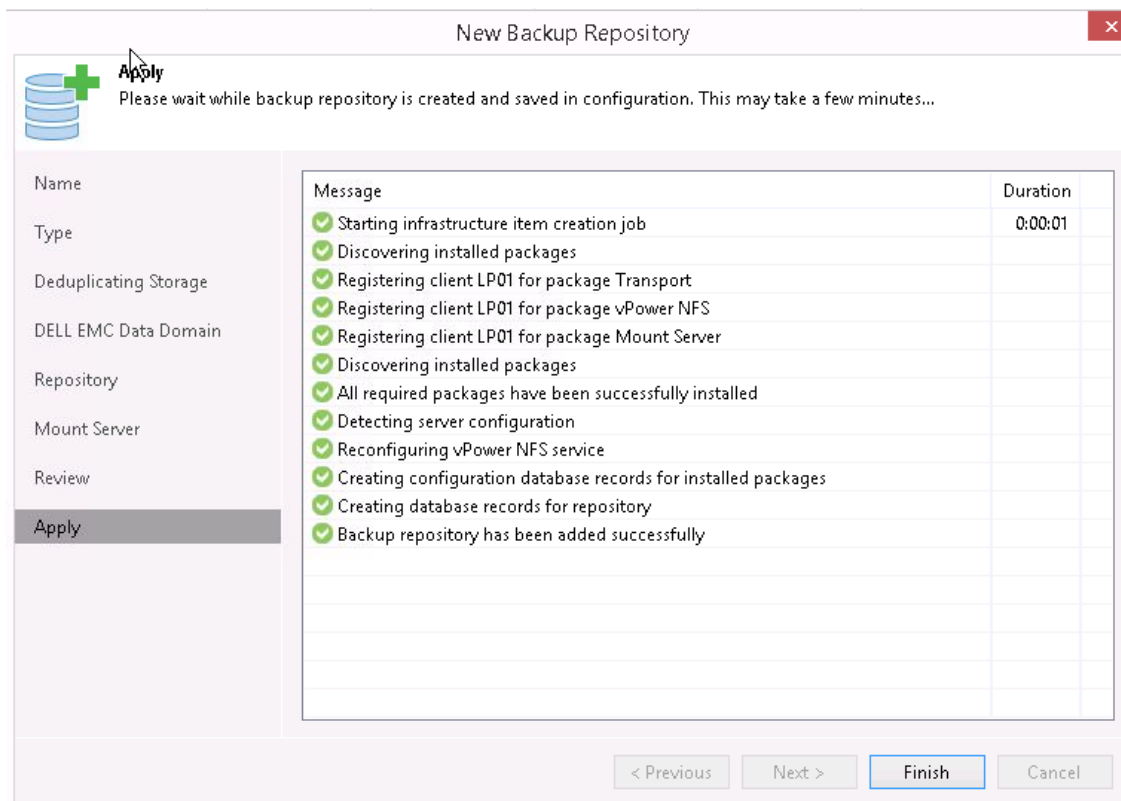 New Backup Repository
Apply
Please wait while backup repository is created and saved in configuration. This may take a few minutes...
Name
Type
Deduplicating Storage
DELL EMC Data Domain
Repository
Mount Server
Review
Apply
Message Duration
Starting infrastructure item creation job 0:00:01
Discovering installed packages
Registering client LP01 for package Transport
Registering client LP01 for package vPower NFS
Registering client LP01 for package Mount Server
Discovering installed packages
All required packages have been successfully installed
Detecting server configuration
Reconfiguring vPower NFS service
Creating configuration database records for installed packages
Creating database records for repository
Backup repository has been added successfully
< Previous Next > Finish Cancel